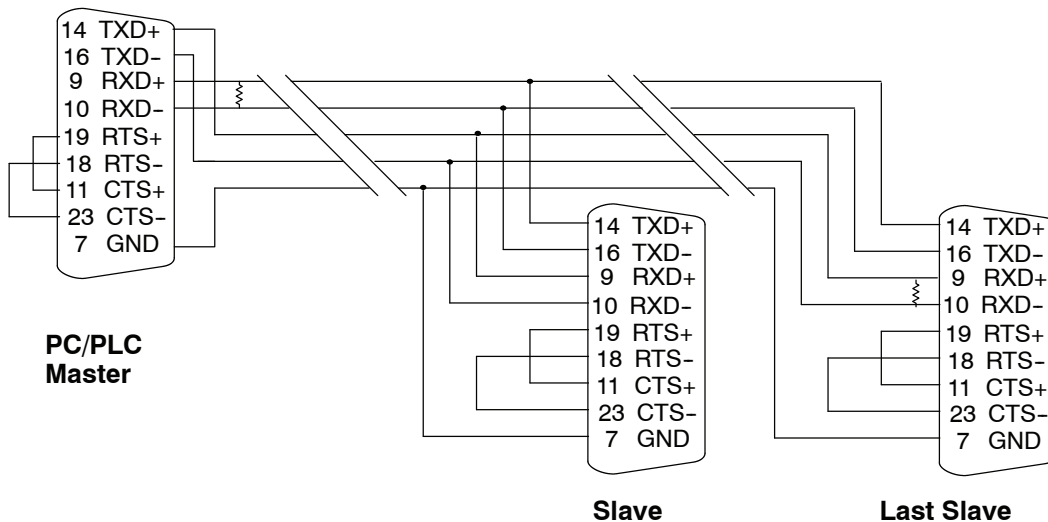 14 TXD+
16 TXD-
9 RXD+
10 RXD-
19 RTS+
18 RTS-
11 CTS+
23 CTS-
7 GND
PC/PLC
Master
14 TXD+
16 TXD-
9 RXD+
10 RXD-
19 RTS+
18 RTS-
11 CTS+
23 CTS-
7 GND
Slave
14 TXD+
16 TXD-
9 RXD+
10 RXD-
19 RTS+
18 RTS-
11 CTS+
23 CTS-
7 GND
Last Slave